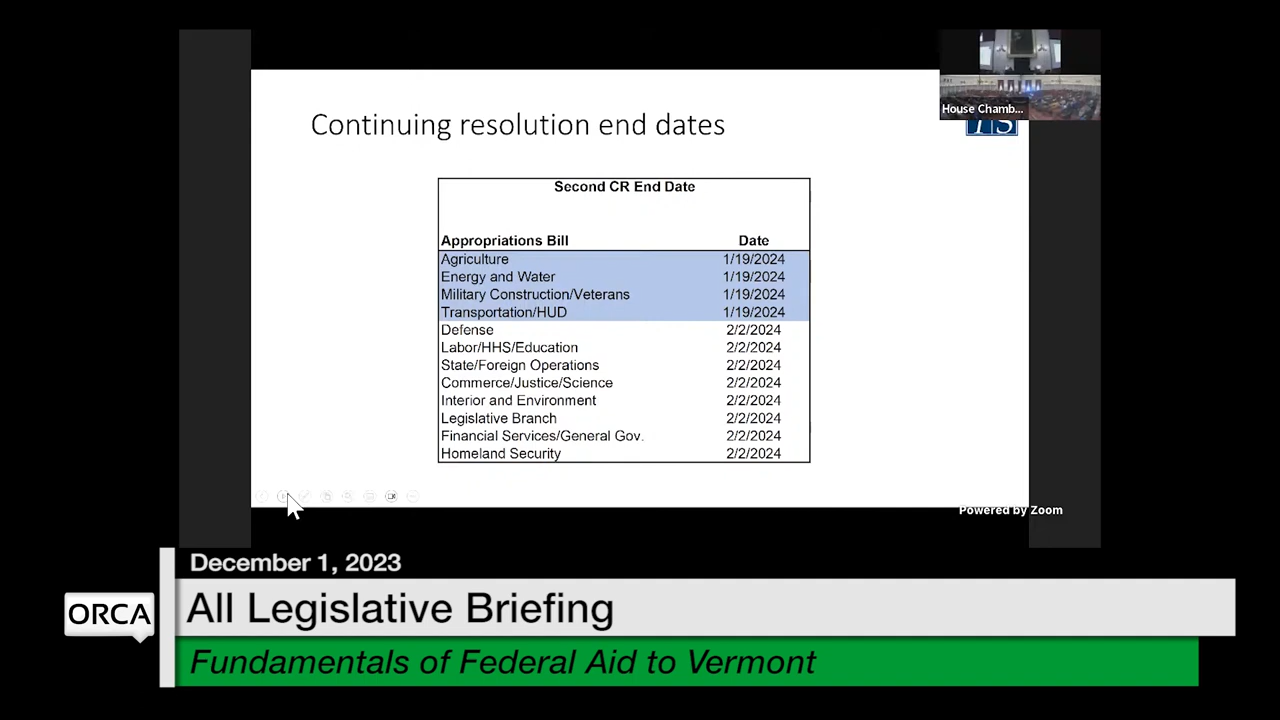 House Chamb...
Continuing resolution end dates
Second CR End Date
Appropriations Bill Date
Agriculture 1/19/2024
Energy and Water 1/19/2024
Military Construction/Veterans 1/19/2024
Transportation/HUD 1/19/2024
Defense 2/2/2024
Labor/HHS/Education 2/2/2024
State/Foreign Operations 2/2/2024
Commerce/Justice/Science 2/2/2024
Interior and Environment 2/2/2024
Legislative Branch 2/2/2024
Financial Services/General Gov. 2/2/2024
Homeland Security 2/2/2024
Powered by Zoom
December 1, 2023
ORCA
All Legislative Briefing
Fundamentals of Federal Aid to Vermont